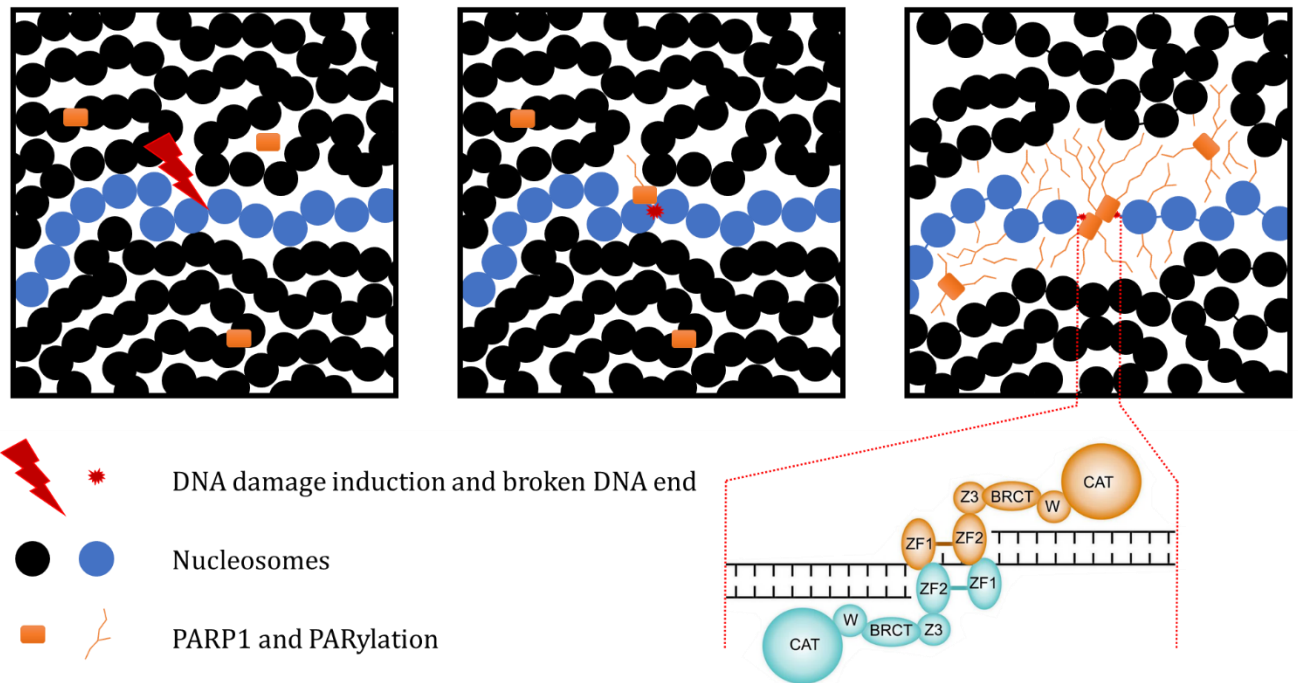 DNA damage induction and broken DNA end
Nucleosomes
PARP1 and PARylation
CAT
Z3 BRCT W
ZF1 ZF2
ZF2 ZF1
W BRCT Z3
CAT